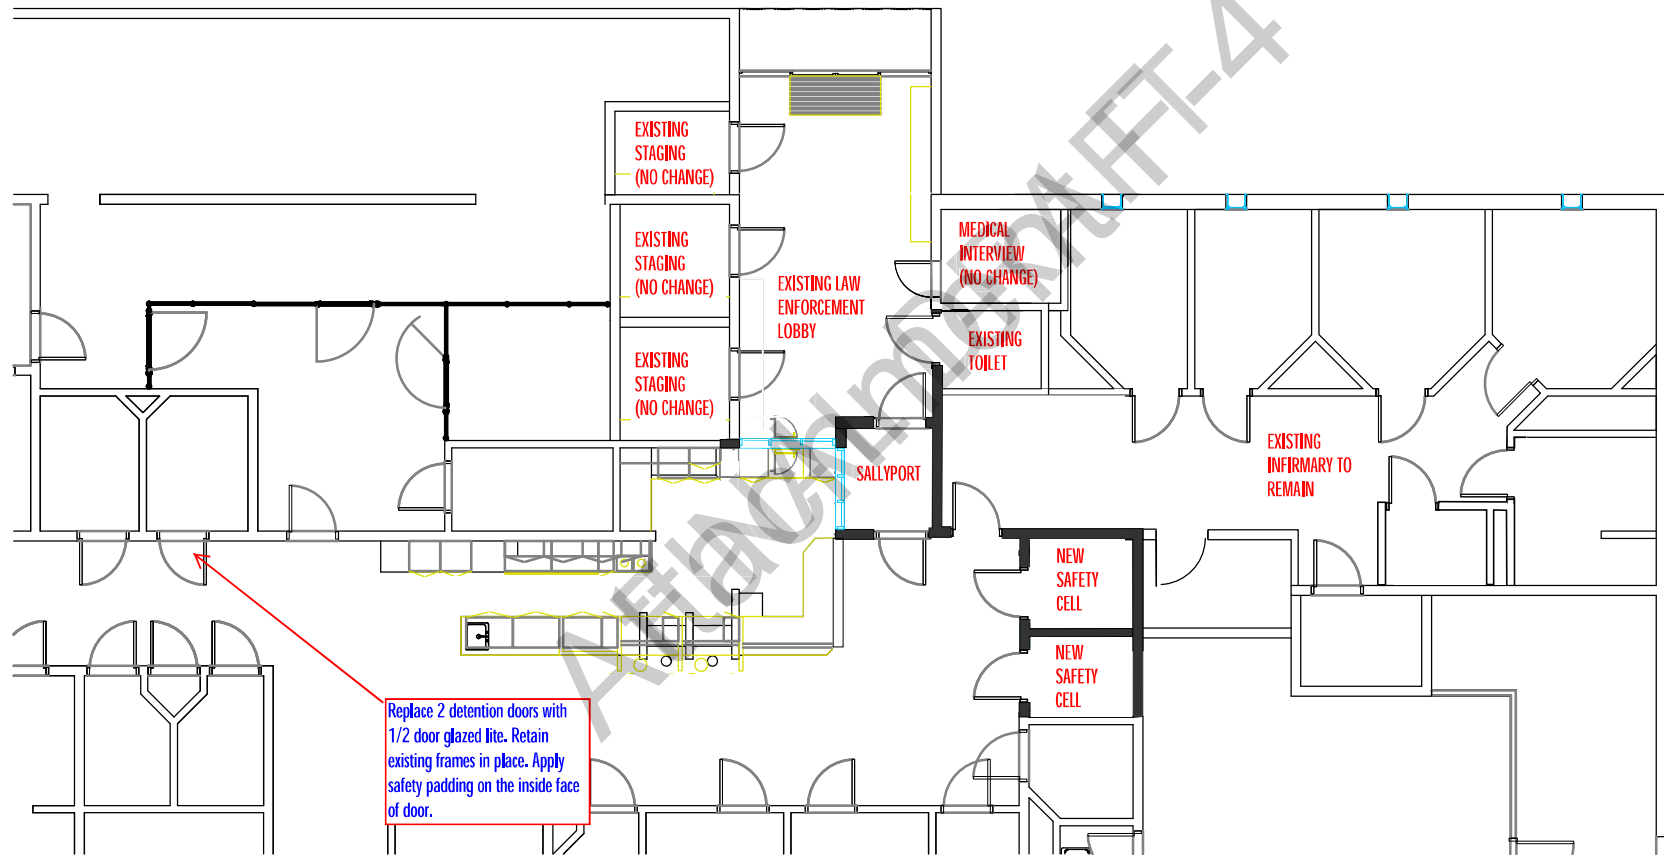 EXISTING
STAGING
(NO CHANGE)
EXISTING
STAGING
(NO CHANGE)
EXISTING
STAGING
(NO CHANGE)
EXISTING LAW
ENFORCEMENT
LOBBY
MEDICAL
INTERVIEW
(NO CHANGE)
EXISTING
TOILET
SALLYPORT
EXISTING
INFIRMARY TO
REMAIN
NEW
SAFETY
CELL
NEW
SAFETY
CELL
Replace 2 detention doors with
1/2 door glazed lite. Retain
existing frames in place. Apply
safety padding on the inside face
of door.